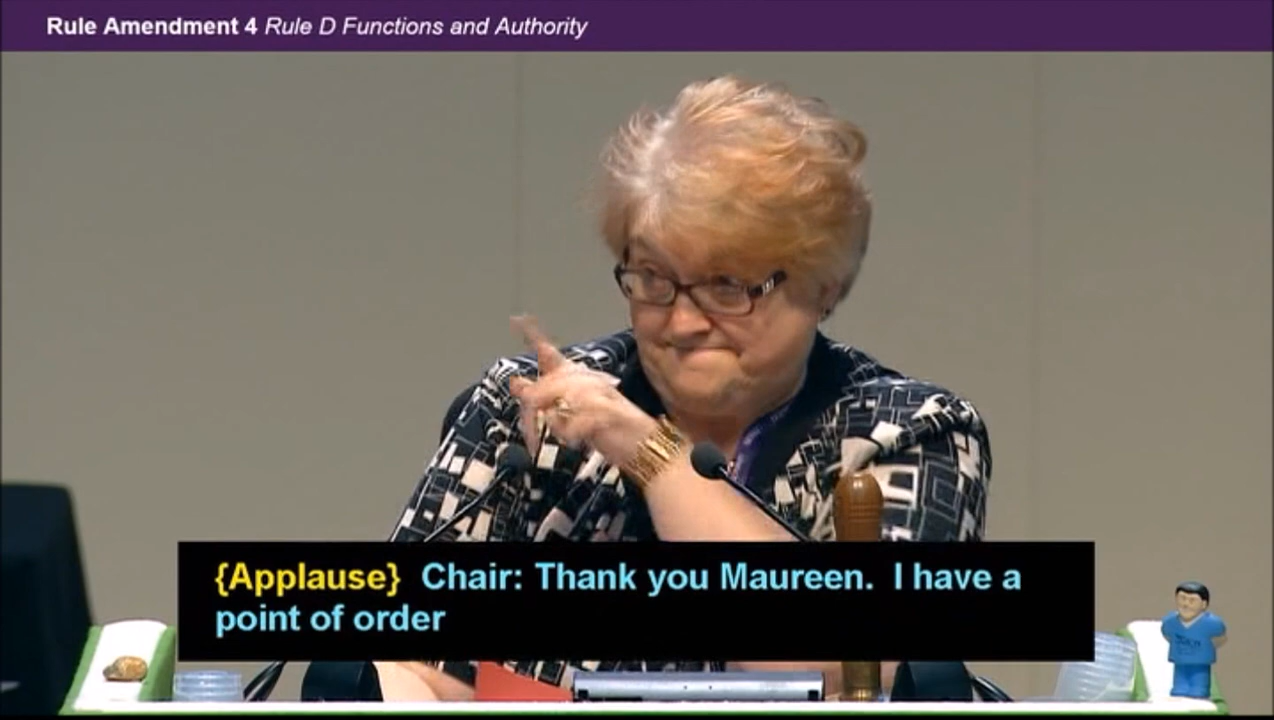 Rule Amendment 4 Rule D Functions and Authority
{Applause} Chair: Thank you Maureen. I have a
point of order